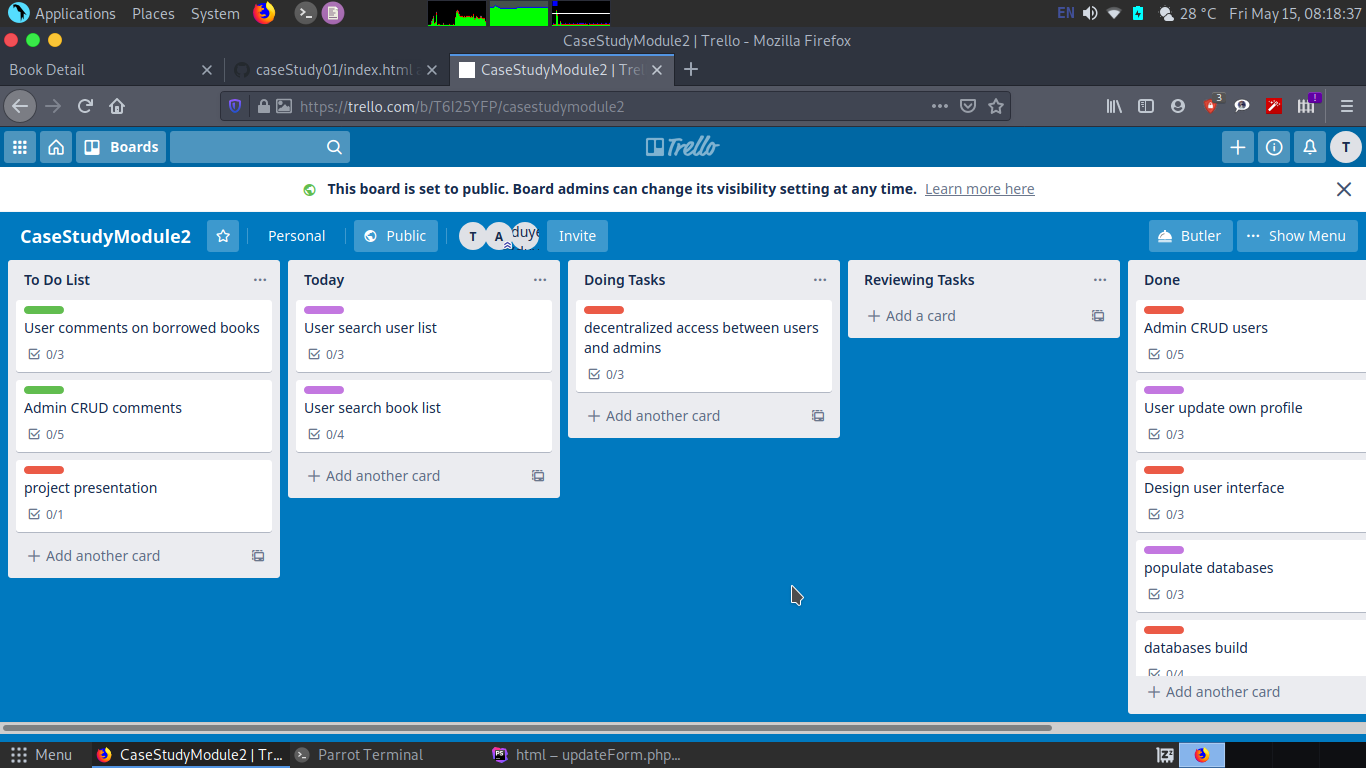 Applications Places System EN 28 °C Fri May 15, 08:18:37
CaseStudyModule2 | Trello - Mozilla Firefox
Book Detail caseStudy01/index.html CaseStudyModule2 | Trel
https://trello.com/b/T6I25YFP/casestudymodule2 3 !
Boards Trello T
This board is set to public. Board admins can change its visibility setting at any time. Learn more here
CaseStudyModule2 Personal Public T A Invite Butler Show Menu
To Do List
User comments on borrowed books
0/3
Admin CRUD comments
0/5
project presentation
0/1
Add another card
Today
User search user list
0/3
User search book list
0/4
Add another card
Doing Tasks
decentralized access between users
and admins
0/3
Add another card
Reviewing Tasks
Add a card
Done
Admin CRUD users
0/5
User update own profile
0/3
Design user interface
0/3
populate databases
0/3
databases build
0/4
Add another card
Menu CaseStudyModule2 | Tr... Parrot Terminal PS html – updateForm.php...